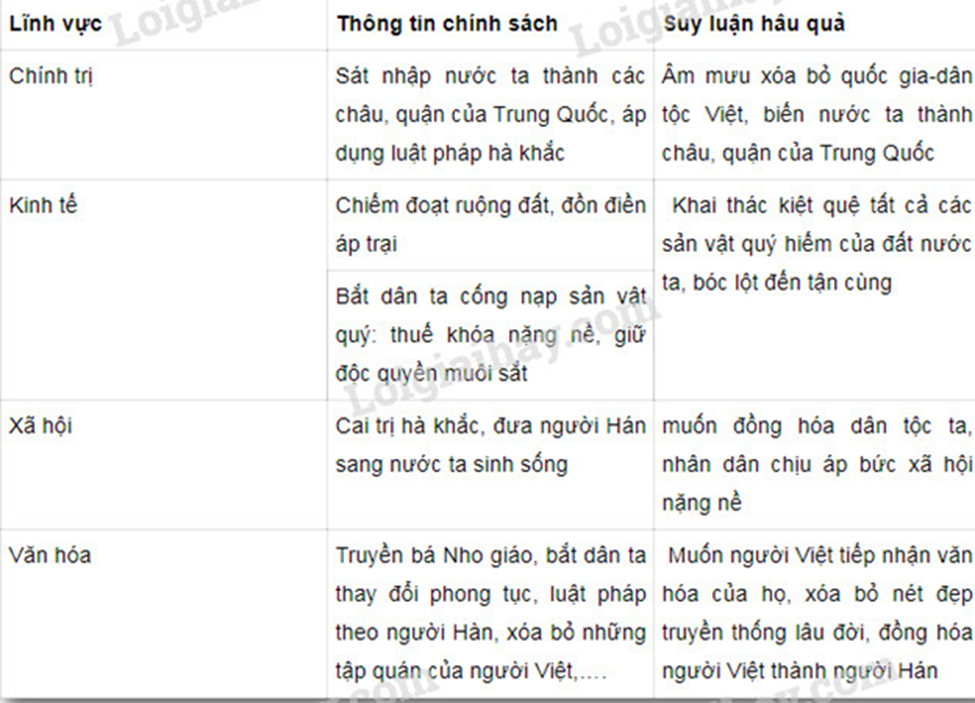 Lĩnh vực
Thông tin chính sách
Suy luận hâu quả
Chính trị
Sát nhập nước ta thành các
châu, quận của Trung Quốc, áp
dụng luật pháp hà khắc
Âm mưu xóa bỏ quốc gia-dân
tộc Việt, biến nước ta thành
châu, quận của Trung Quốc
Kinh tế
Chiếm đoạt ruộng đất, đồn điền
áp trại
Bắt dân ta cống nạp sản vật
quý: thuế khóa nặng nề, giữ
độc quyền muôi sắt
Khai thác kiệt quệ tất cả các
sản vật quý hiếm của đất nước
ta, bóc lột đến tận cùng
Xã hội
Cai trị hà khắc, đưa người Hán
sang nước ta sinh sống
muốn đồng hóa dân tộc ta,
nhân dân chịu áp bức xã hội
nặng nề
Văn hóa
Truyền bá Nho giáo, bắt dân ta
thay đổi phong tục, luật pháp
theo người Hàn, xóa bỏ những
tập quán của người Việt,....
Muốn người Việt tiếp nhận văn
hóa của họ, xóa bỏ nét đẹp
truyền thống lâu đời, đồng hóa
người Việt thành người Hán
Loigiaihay.com